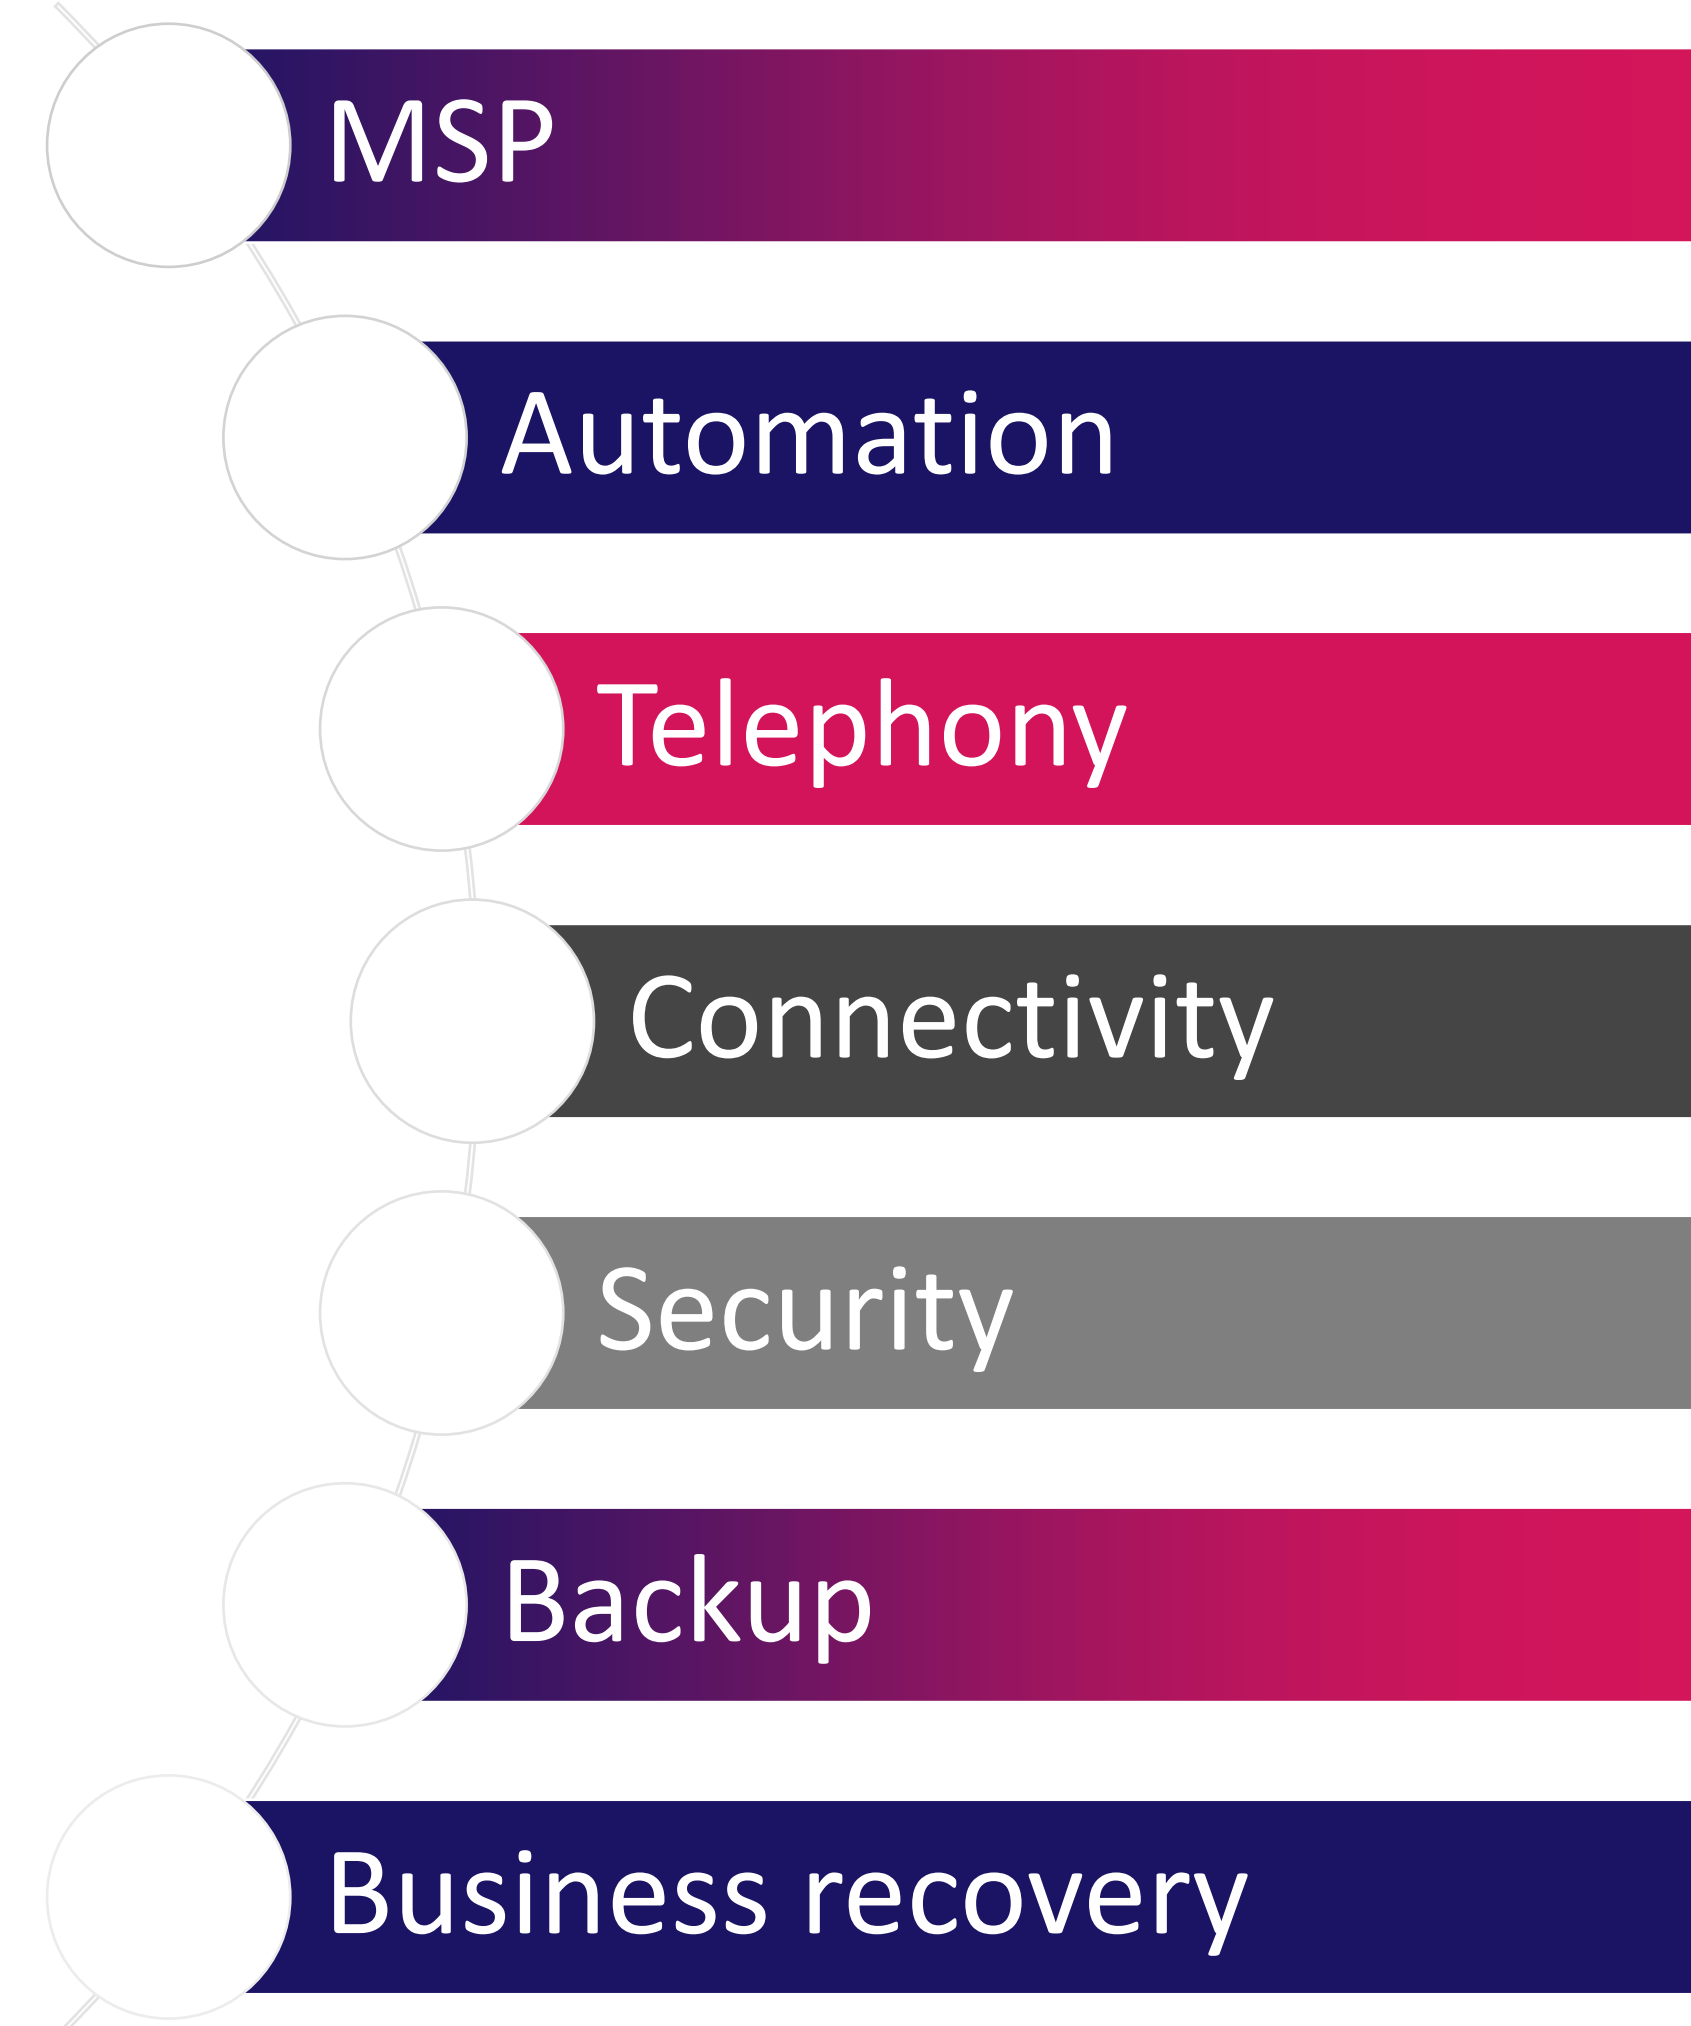 MSP
Automation
Telephony
Connectivity
Security
Backup
Business recovery